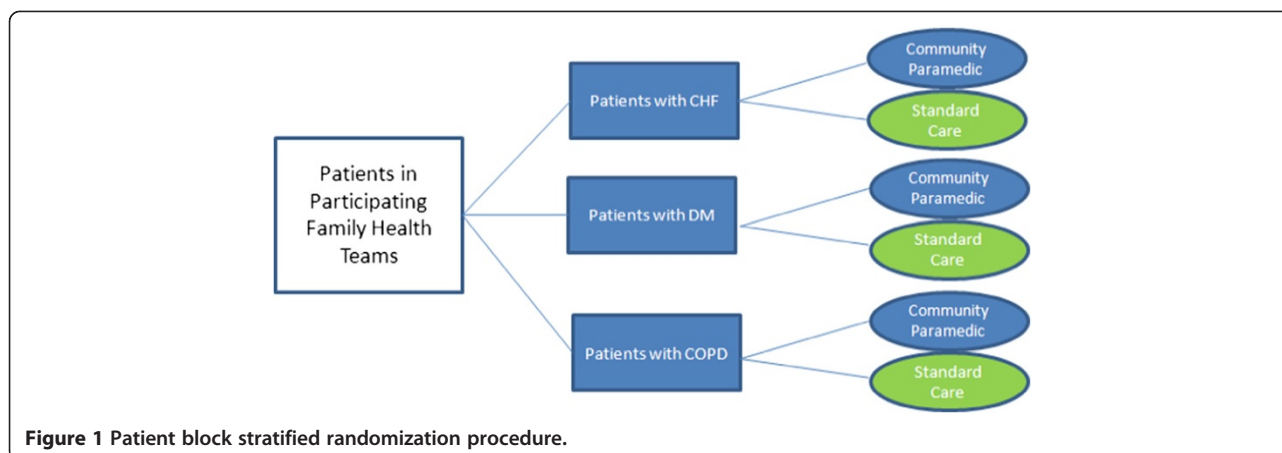 Patients in
Participating
Family Health
Teams
Patients with CHF
Community
Paramedic
Standard
Care
Patients with DM
Community
Paramedic
Standard
Care
Patients with COPD
Community
Paramedic
Standard
Care
Figure 1 Patient block stratified randomization procedure.